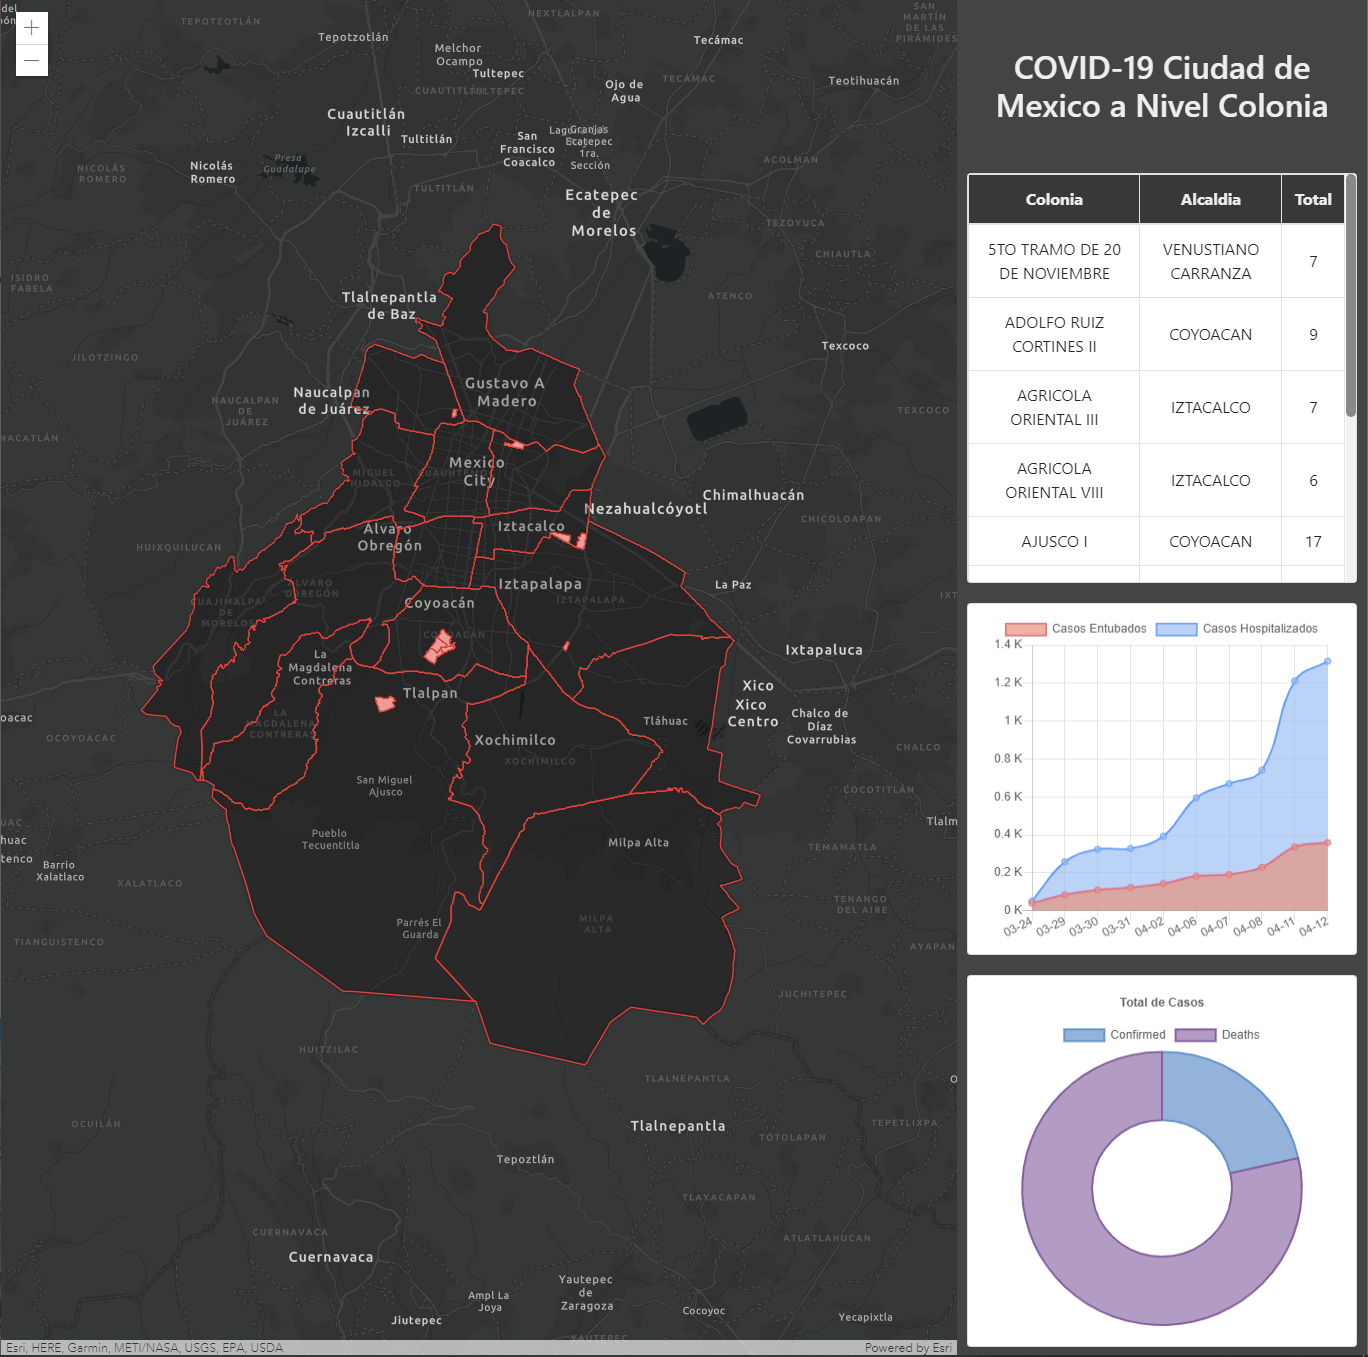 del
TEPOTZOTLÁN
NEXTLALPAN
SAN
MARTÍN
DE LAS
PIRÁMIDES
Tepotzotlán
Melchor
Ocampo
Tultepec
Tecámac
TECÁMAC
Teotihuacán
Ojo de
Agua
Cuautitlán
Izcalli
Tultitlán
San
Francisco
Coacalco
Granjas
Ecatepec
1ra.
Sección
ACOLMAN
Presa
Guadalupe
Nicolás
Romero
NICOLÁS
ROMERO
TULTITLÁN
Ecatepec
de
Morelos
TEZOYUCA
CHIAUTLA
ISIDRO
FABELA
Tlalnepantla
de Baz
ATENCO
Texcoco
JILOTZINGO
Gustavo A
Madero
Naucalpan
de Juárez
NAUCALPAN
DE
JUÁREZ
TEXCOCO
NACATLÁN
Mexico
City
CUAUHTEMOC
MIGUEL
HIDALGO
Chimalhuacán
Nezahualcóyotl
CHICOLOAPAN
Iztacalco
Alvaro
Obregón
HUIXQUILUCAN
Iztapalapa
IZTAPALAPA
La Paz
ALVARO
OBREGÓN
CUAJIMALPA
DE
MORELOS
Coyoacán
COYOACÁN
Ixtapaluca
La
Magdalena
Contreras
Tlalpan
Xico
Xico
Centro
LA
MAGDALENA
CONTRERAS
Tláhuac
Chalco de
Díaz
Covarrubias
oacac
OCOYOACAC
Xochimilco
XOCHIMILCO
CHALCO
San Miguel
Ajusco
COCOTITLÁN
UAC
huac
tenco
Tlalm
Pueblo
Tecuentitla
Milpa Alta
TEMAMATLA
Barrio
Xalatlaco
XALATLACO
TENANGO
DEL AIRE
Parrés El
Guarda
MILPA
ALTA
TIANGUISTENCO
AYAPAN
JUCHITEPEC
HUITZILAC
TLALNEPANTLA
OCUILÁN
Tlalnepantla
TOTOLAPAN
TEPETLIXPA
Tepoztlán
TLAYACAPAN
CUERNAVACA
Cuernavaca
ATLATLAHUCAN
Yautepec
de
Zaragoza
Ampl La
Joya
Jiutepec
Cocoyoc
Yecapixtla
YAUTEPEC
Esri, HERE, Garmin, METI/NASA, USGS, EPA, USDA
Powered by Esri
COVID-19 Ciudad de
Mexico a Nivel Colonia
Colonia Alcaldia Total
5TO TRAMO DE 20
DE NOVIEMBRE
VENUSTIANO
CARRANZA
7
ADOLFO RUIZ
CORTINES II
COYOACAN
9
AGRICOLA
ORIENTAL III
IZTACALCO
7
AGRICOLA
ORIENTAL VIII
IZTACALCO
6
AJUSCO I COYOACAN 17
Casos Entubados Casos Hospitalizados
1.4 K
1.2 K
1 K
0.8 K
0.6 K
0.4 K
0.2 K
0 K
03-24 03-29 03-30 03-31 04-02 04-06 04-07 04-08 04-11 04-12
Total de Casos
Confirmed Deaths